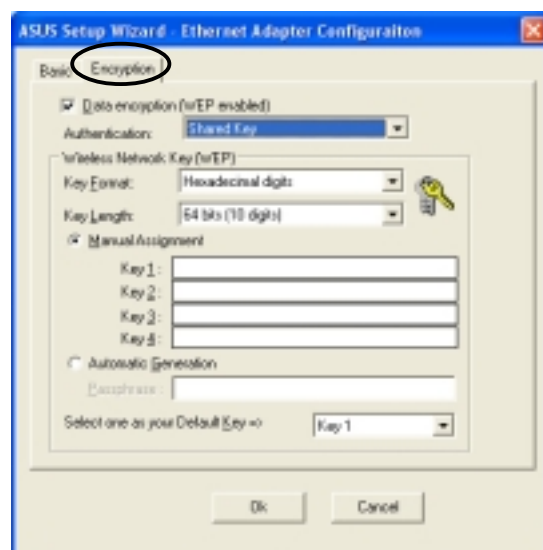 ASUS Setup Wizard - Ethernet Adapter Configuraiton
Basic Encryption
Data encryption (WEP enabled)
Authentication: Shared Key
Wireless Network Key (WEP)
Key Format: Hexadecimal digits
Key Length: 64 bits (10 digits)
Manual Assignment
Key 1:
Key 2:
Key 3:
Key 4:
Automatic Generation
Passphrase:
Select one as your Default Key => Key 1
Ok Cancel